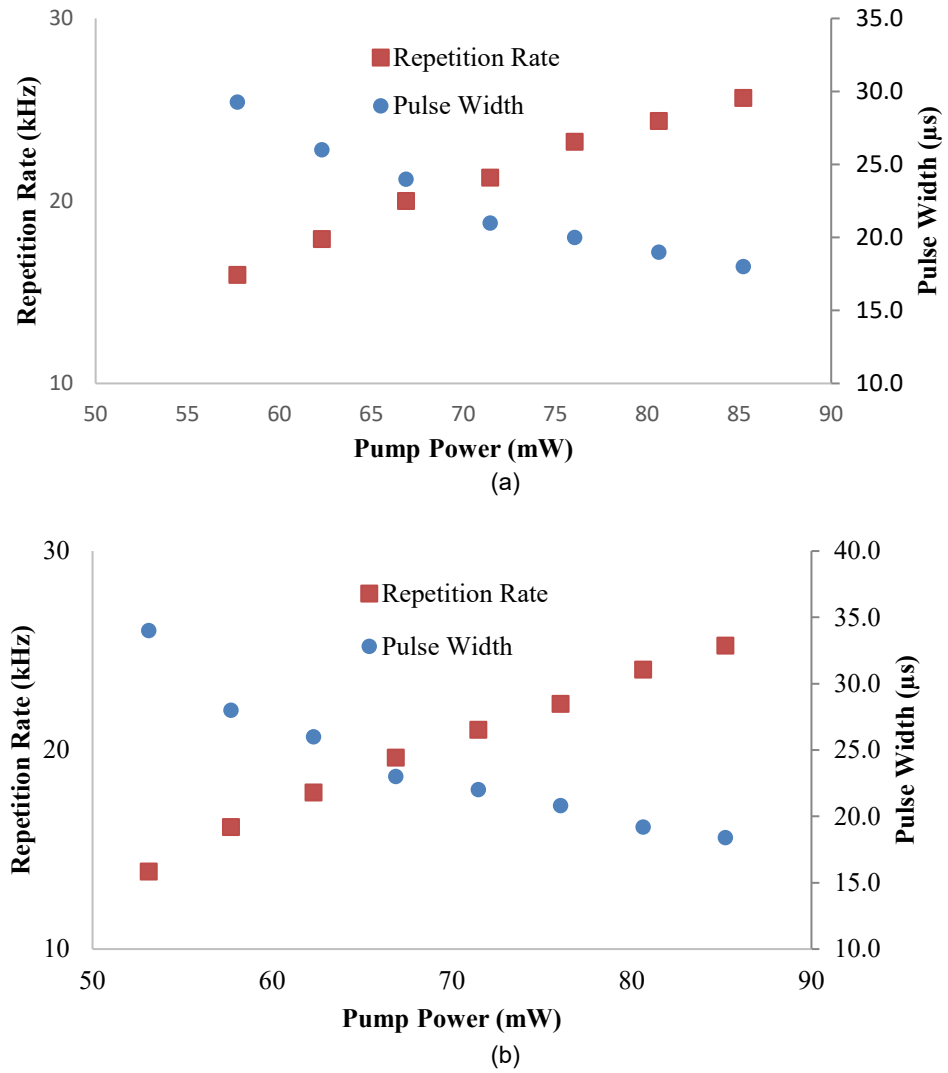 30
35.0
Repetition Rate
30.0
Pulse Width
25.0
20
20.0
15.0
10
10.0
Repetition Rate (kHz)
Pulse Width (µs)
50 55 60 65 70 75 80 85 90
Pump Power (mW)
(a)
30
40.0
Repetition Rate
35.0
Pulse Width
30.0
20
25.0
20.0
15.0
10
10.0
Repetition Rate (kHz)
Pulse Width (µs)
50 60 70 80 90
Pump Power (mW)
(b)